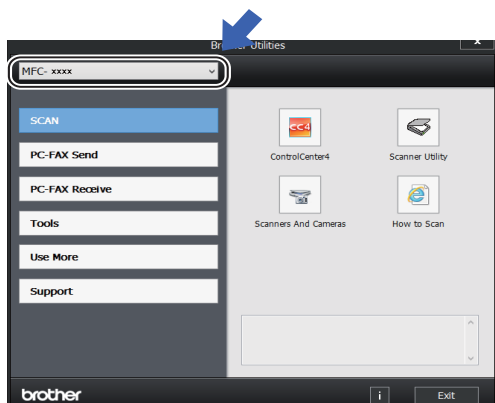 Brother Utilities
x
MFC- xxxx
SCAN
PC-FAX Send
PC-FAX Receive
Tools
Use More
Support
CC4
ControlCenter4
Scanner Utility
Scanners And Cameras
How to Scan
brother
i
Exit